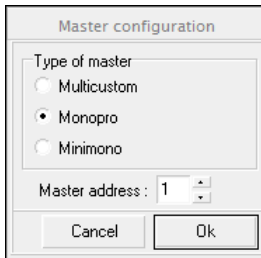 Master configuration
Type of master
Multicustom
Monopro
Minimono
Master address : 1
Cancel Ok